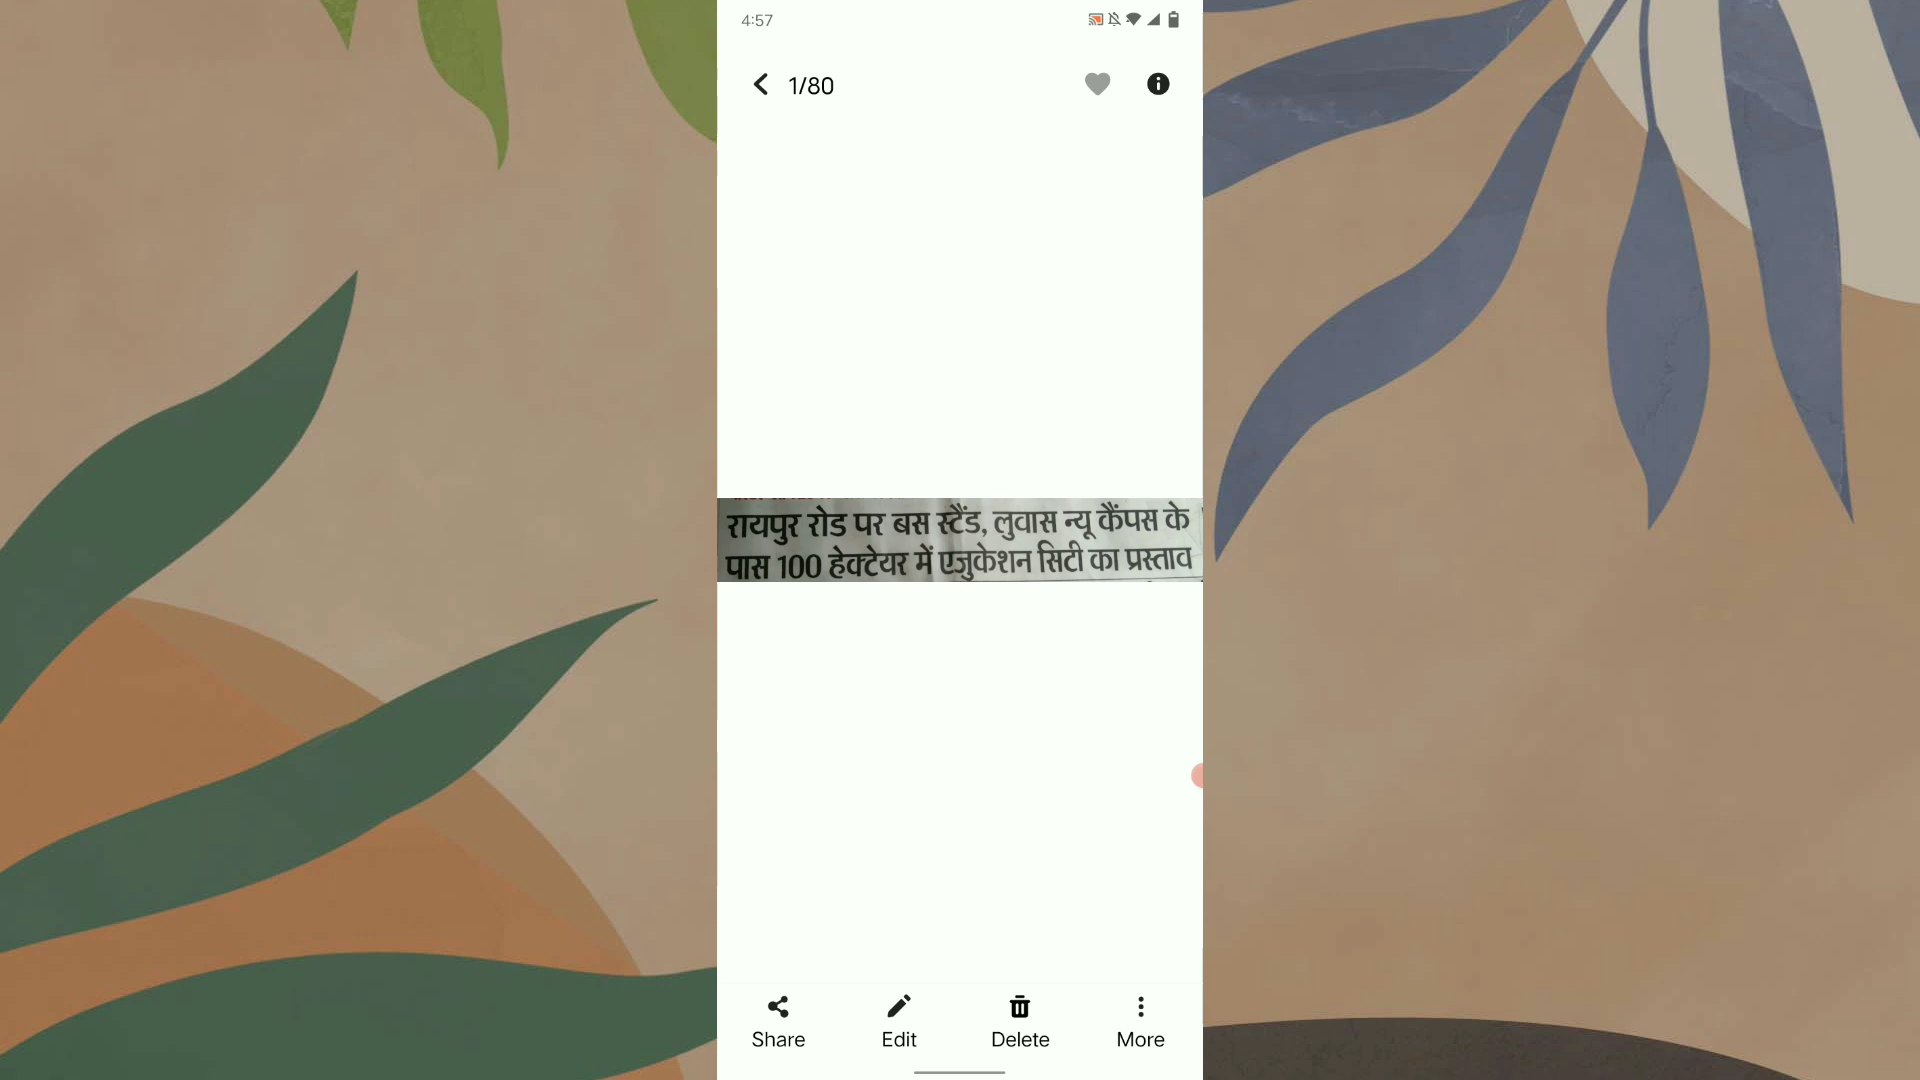 4:57
1/80
रायपुर रोड पर बस स्टैंड, लुवास न्यू कैंपस के
पास 100 हेक्टेयर में एजुकेशन सिटी का प्रस्ताव
Share Edit Delete More